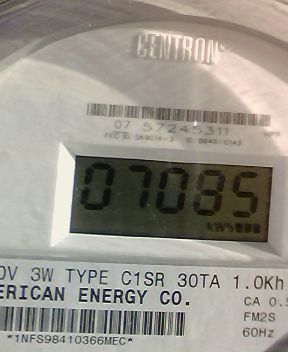 CENTRON®
07 57245311
07085
kWh
0V 3W TYPE C1SR 30TA 1.0Kh
ERICAN ENERGY CO.
CA 0.5
FM2S
*1NFS98410366MEC*
60Hz